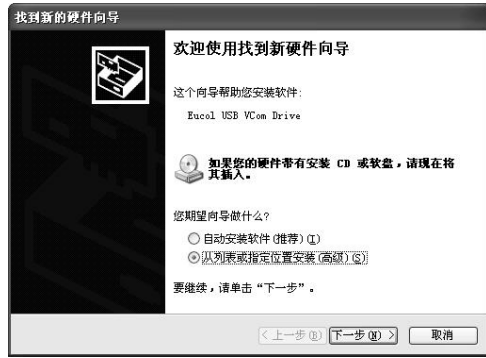 找到新的硬件向导
欢迎使用找到新硬件向导
这个向导帮助您安装软件:
Eucol USB VCom Drive
如果您的硬件带有安装 CD 或软盘，请现在将
其插入。
您期望向导做什么?
自动安装软件(推荐)(I)
从列表或指定位置安装(高级)(S)
要继续，请单击“下一步”。
< 上一步(B) 下一步(N) > 取消